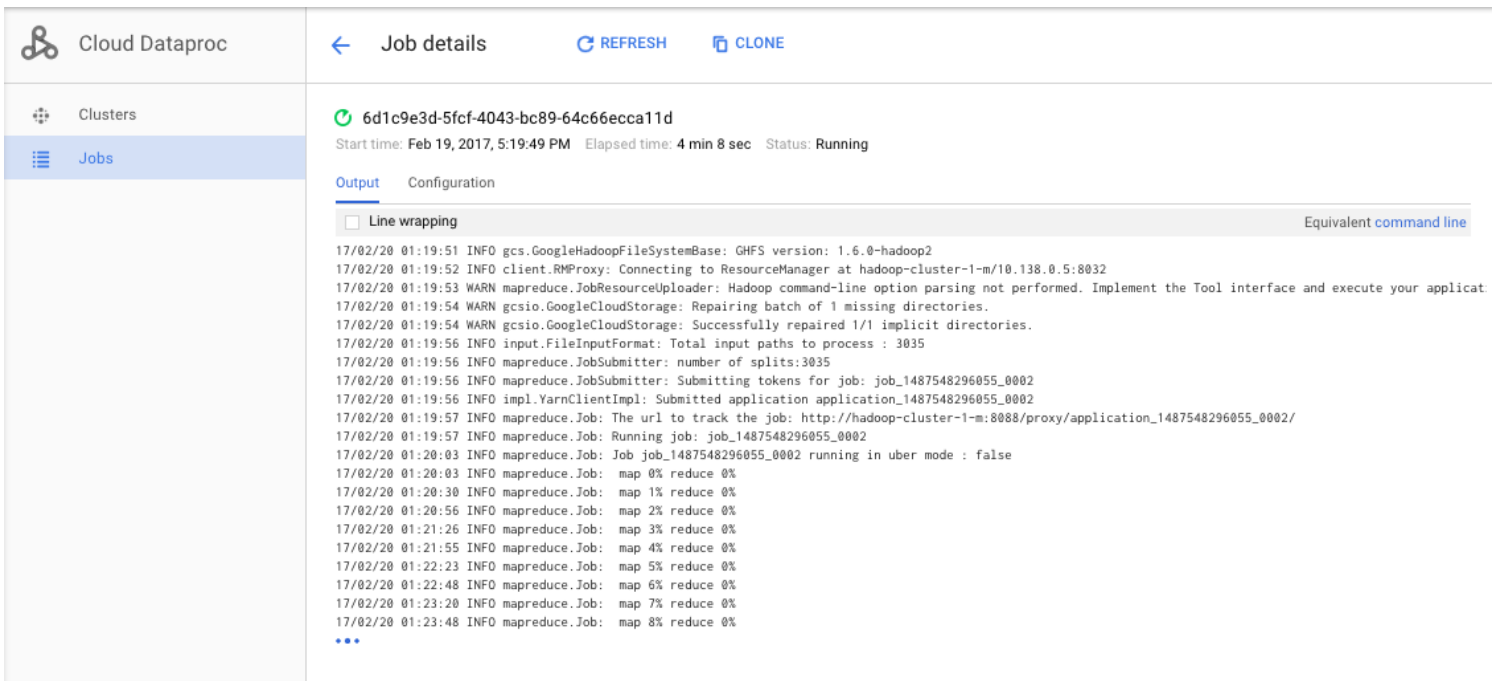 Cloud Dataproc
Job details
REFRESH
CLONE
Clusters
Jobs
6d1c9e3d-5fcf-4043-bc89-64c66ecca11d
Start time: Feb 19, 2017, 5:19:49 PM Elapsed time: 4 min 8 sec Status: Running
Output Configuration
Line wrapping
Equivalent command line
17/02/20 01:19:51 INFO gcs.GoogleHadoopFileSystemBase: GHFS version: 1.6.0-hadoop2
17/02/20 01:19:52 INFO client.RMProxy: Connecting to ResourceManager at hadoop-cluster-1-m/10.138.0.5:8032
17/02/20 01:19:53 WARN mapreduce.JobResourceUploader: Hadoop command-line option parsing not performed. Implement the Tool interface and execute your applicat
17/02/20 01:19:54 WARN gcsio.GoogleCloudStorage: Repairing batch of 1 missing directories.
17/02/20 01:19:54 WARN gcsio.GoogleCloudStorage: Successfully repaired 1/1 implicit directories.
17/02/20 01:19:56 INFO input.FileInputFormat: Total input paths to process : 3035
17/02/20 01:19:56 INFO mapreduce.JobSubmitter: number of splits:3035
17/02/20 01:19:56 INFO mapreduce.JobSubmitter: Submitting tokens for job: job_1487548296055_0002
17/02/20 01:19:56 INFO impl.YarnClientImpl: Submitted application application_1487548296055_0002
17/02/20 01:19:57 INFO mapreduce.Job: The url to track the job: http://hadoop-cluster-1-m:8088/proxy/application_1487548296055_0002/
17/02/20 01:19:57 INFO mapreduce.Job: Running job: job_1487548296055_0002
17/02/20 01:20:03 INFO mapreduce.Job: Job job_1487548296055_0002 running in uber mode : false
17/02/20 01:20:03 INFO mapreduce.Job: map 0% reduce 0%
17/02/20 01:20:30 INFO mapreduce.Job: map 1% reduce 0%
17/02/20 01:20:56 INFO mapreduce.Job: map 2% reduce 0%
17/02/20 01:21:26 INFO mapreduce.Job: map 3% reduce 0%
17/02/20 01:21:55 INFO mapreduce.Job: map 4% reduce 0%
17/02/20 01:22:23 INFO mapreduce.Job: map 5% reduce 0%
17/02/20 01:22:48 INFO mapreduce.Job: map 6% reduce 0%
17/02/20 01:23:20 INFO mapreduce.Job: map 7% reduce 0%
17/02/20 01:23:48 INFO mapreduce.Job: map 8% reduce 0%